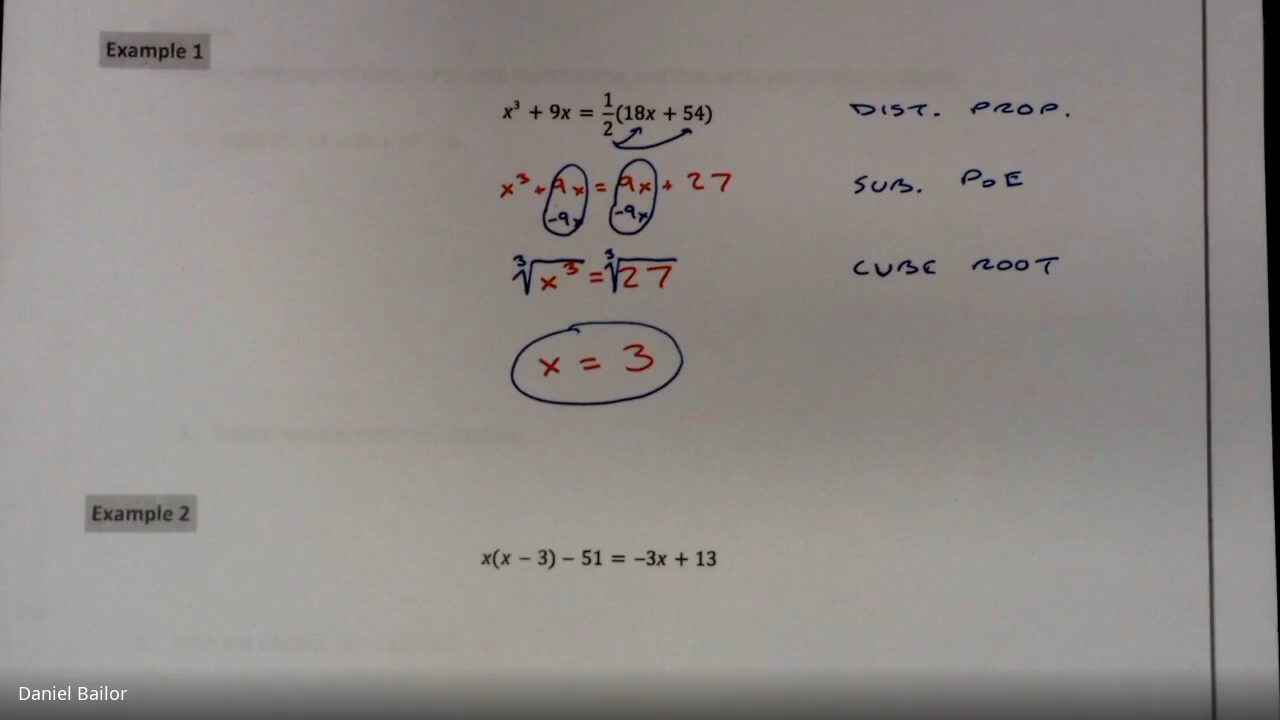 Example 1
x³ + 9x = 1/2(18x + 54) DIST. PROP.
x³ + 9x = 9x + 27 SUB. PoE
-9x -9x
∛x³ = ∛27 CUBE ROOT
x = 3
Example 2
x(x − 3) − 51 = −3x + 13
Daniel Bailor